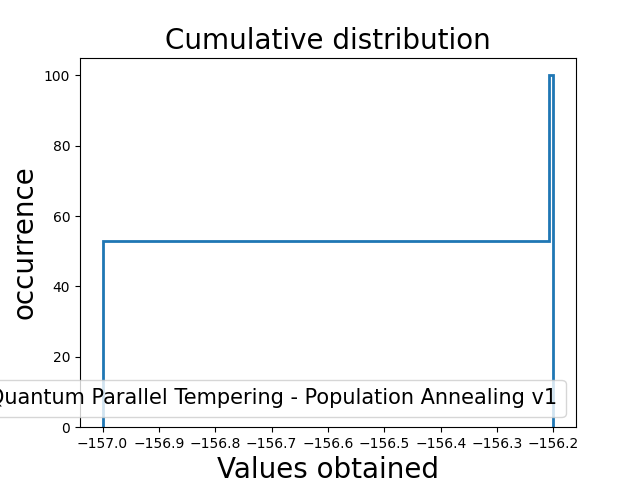 Cumulative distribution
occurrence
100
80
60
40
20
0
Parallel Tempering - Population Annealing v1
−157.0 −156.9 −156.8 −156.7 −156.6 −156.5 −156.4 −156.3 −156.2
Values obtained